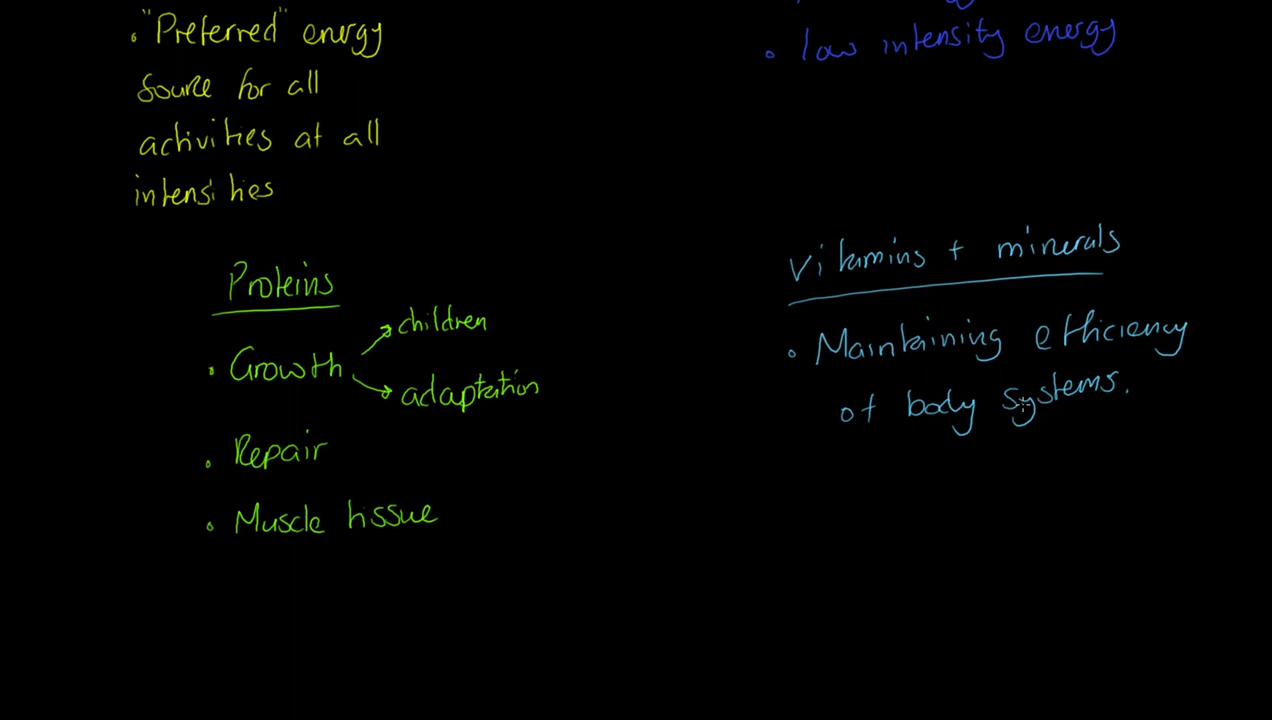 • "Preferred" energy
source for all
activities at all
intensities
• low intensity energy
Proteins
• Growth
children
adaptation
• Repair
• Muscle tissue
Vitamins + minerals
• Maintaining efficiency
of body systems.